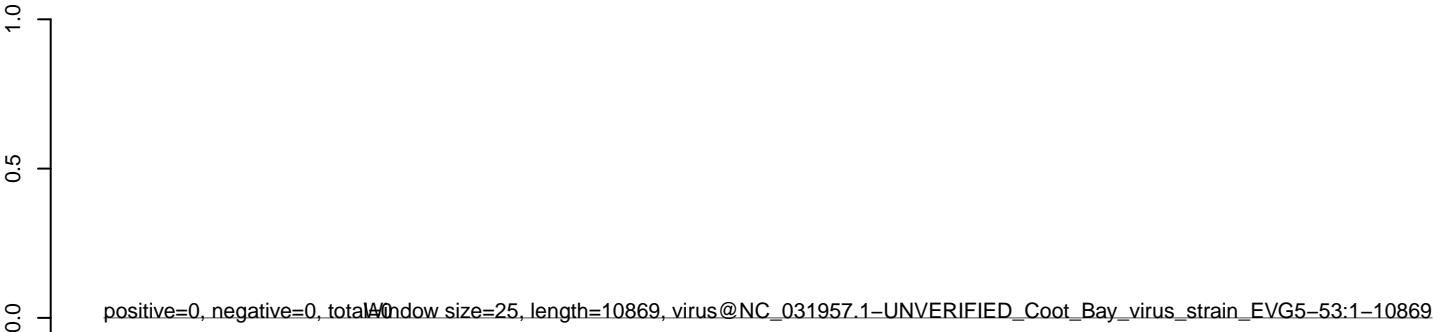 1.0
0.5
0.0
positive=0, negative=0, total=0
Window size=25, length=10869, virus@NC_031957.1−UNVERIFIED_Coot_Bay_virus_strain_EVG5−53:1−10869